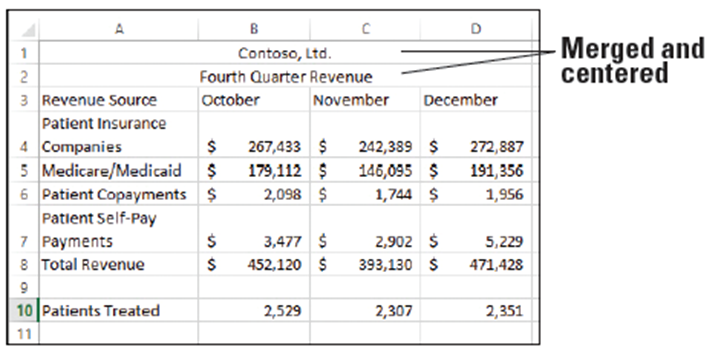 A B C D
1 Contoso, Ltd.
2 Fourth Quarter Revenue
Merged and
centered
3 Revenue Source October November December
Patient Insurance
4 Companies $ 267,433 $ 242,389 $ 272,887
5 Medicare/Medicaid $ 179,112 $ 146,095 $ 191,356
6 Patient Copayments $ 2,098 $ 1,744 $ 1,956
Patient Self-Pay
7 Payments $ 3,477 $ 2,902 $ 5,229
8 Total Revenue $ 452,120 $ 393,130 $ 471,428
9
10 Patients Treated 2,529 2,307 2,351
11